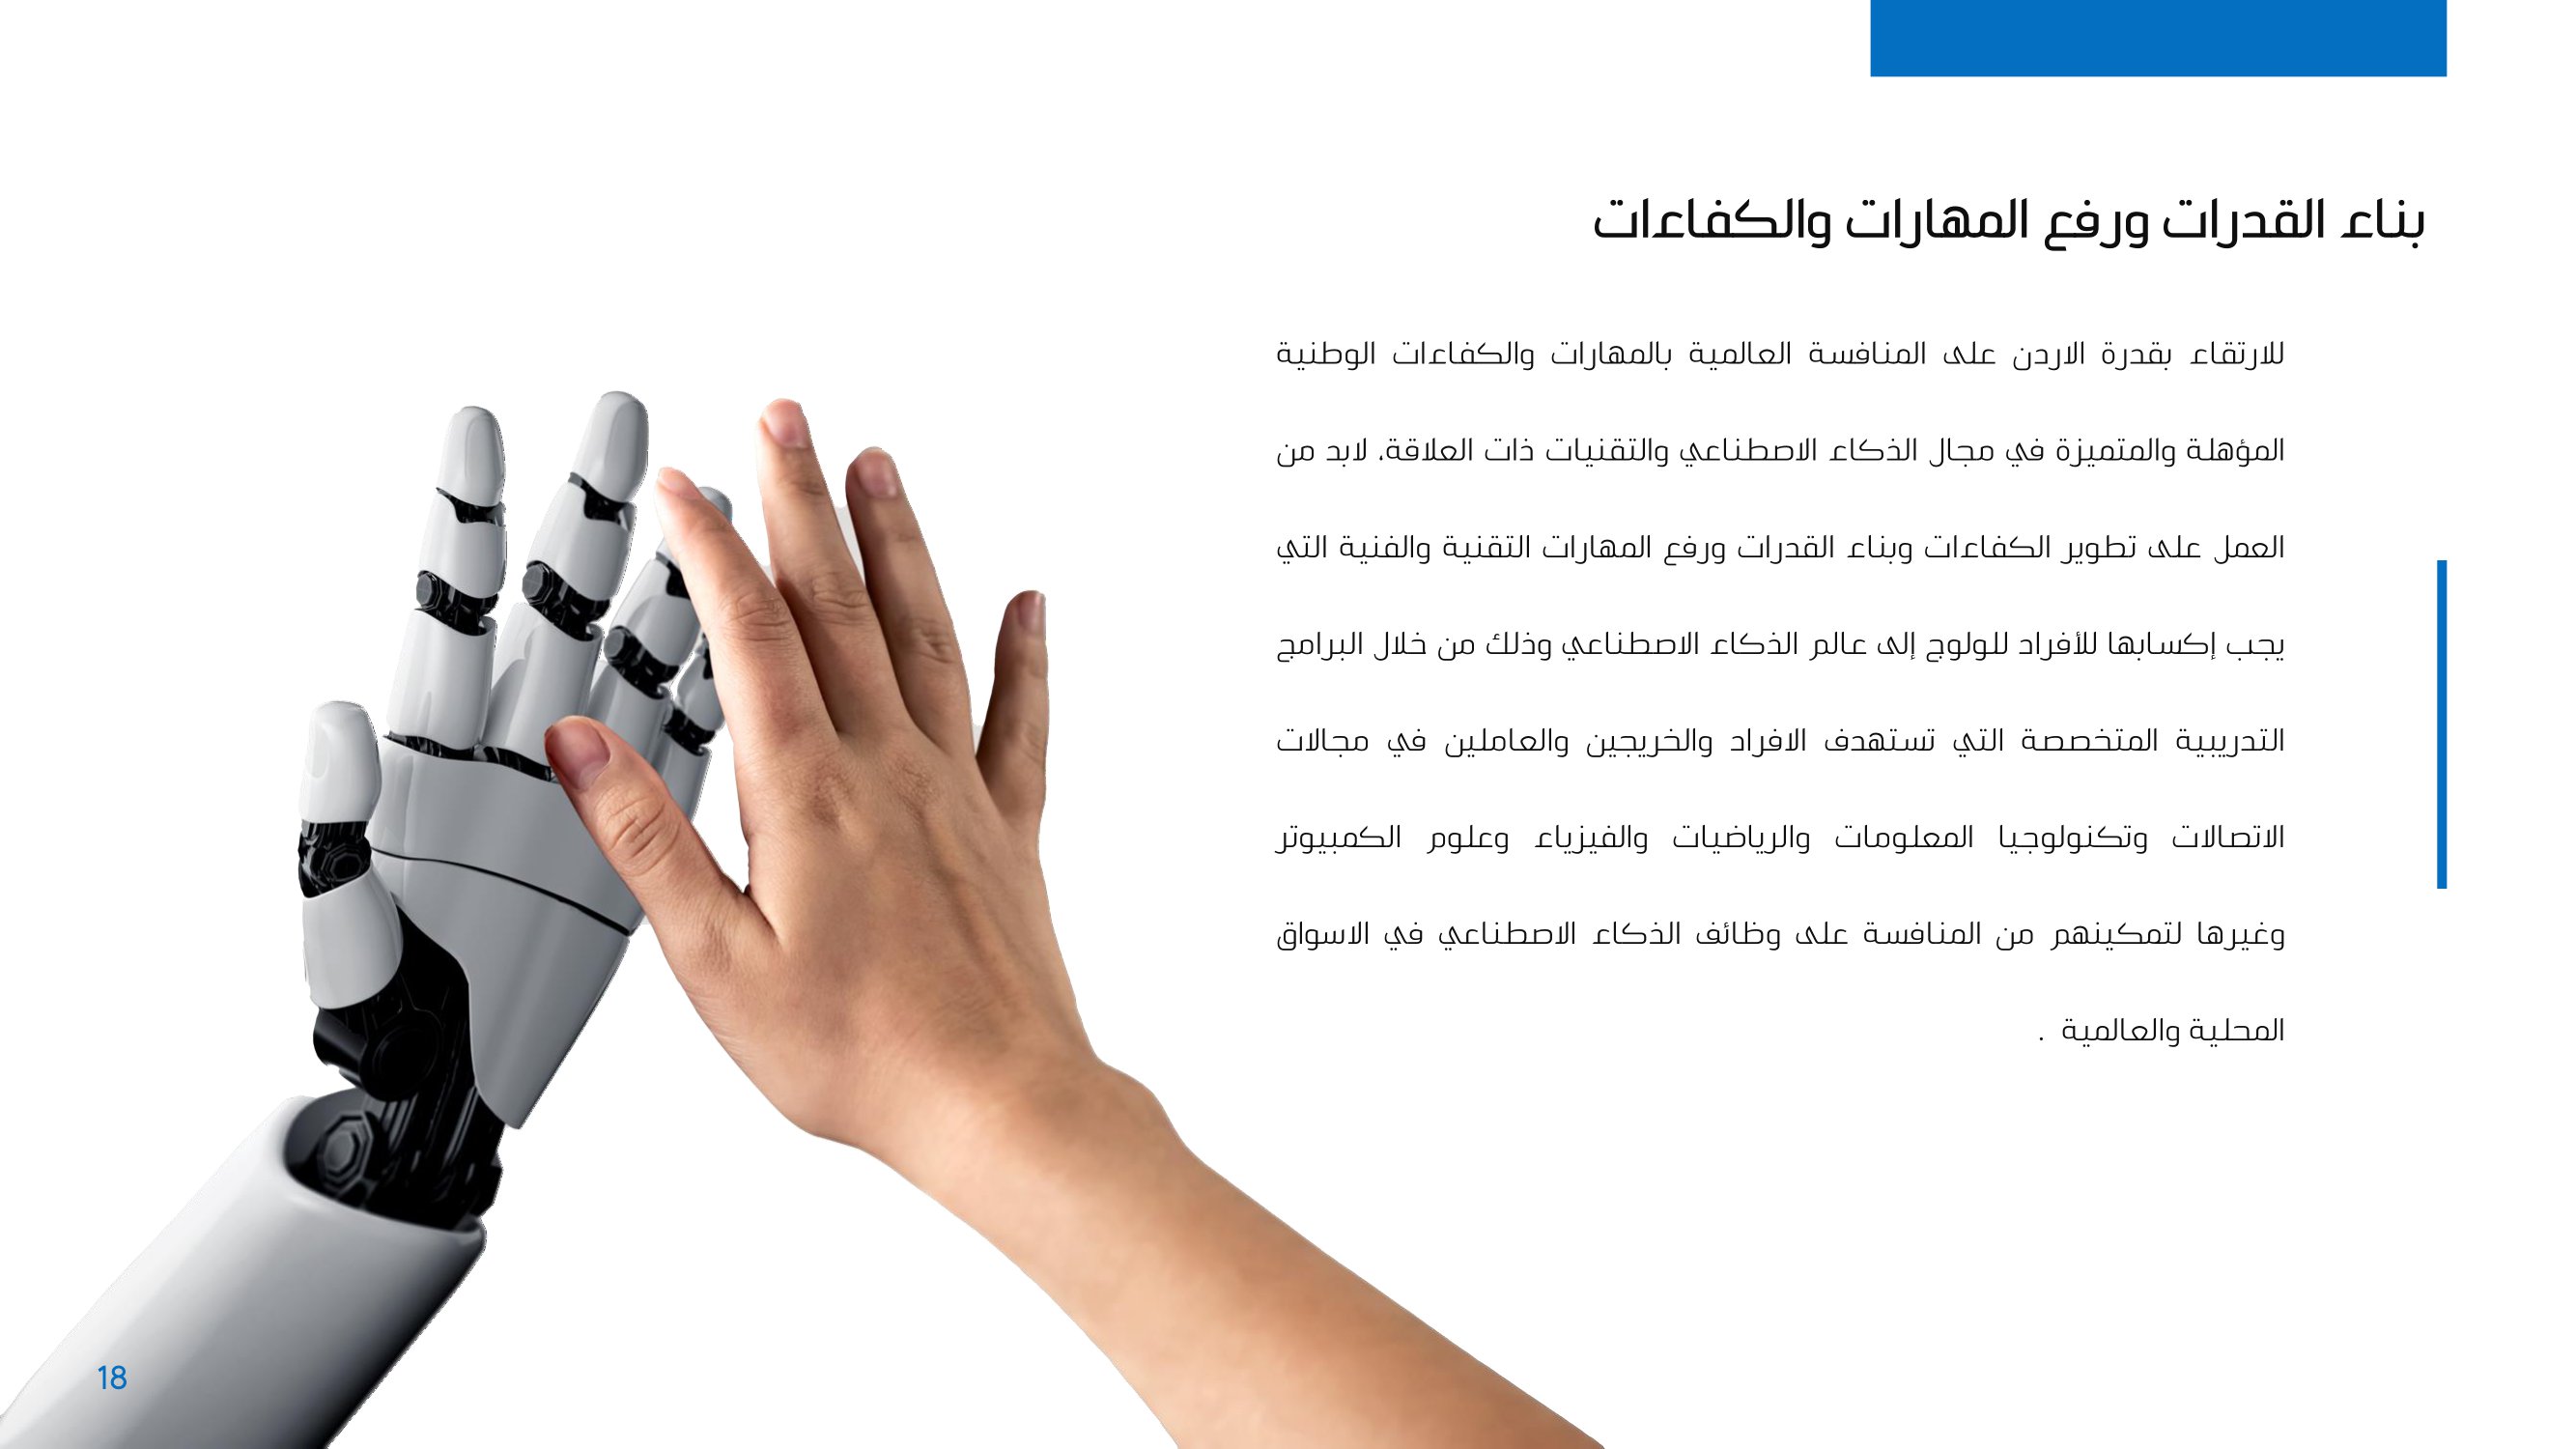 بناء القدرات ورفع المهارات والكفاءات
للارتقاء بقدرة الاردن على المنافسة العالمية بالمهارات والكفاءات الوطنية
المؤهلة والمتميزة في مجال الذكاء الاصطناعي والتقنيات ذات العلاقة، لابد من
العمل على تطوير الكفاءات وبناء القدرات ورفع المهارات التقنية والفنية التي
يجب إكسابها للأفراد للولوج إلى عالم الذكاء الاصطناعي وذلك من خلال البرامج
التدريبية المتخصصة التي تستهدف الافراد والخريجين والعاملين في مجالات
الاتصالات وتكنولوجيا المعلومات والرياضيات والفيزياء وعلوم الكمبيوتر
وغيرها لتمكينهم من المنافسة على وظائف الذكاء الاصطناعي في الاسواق
المحلية والعالمية .
18